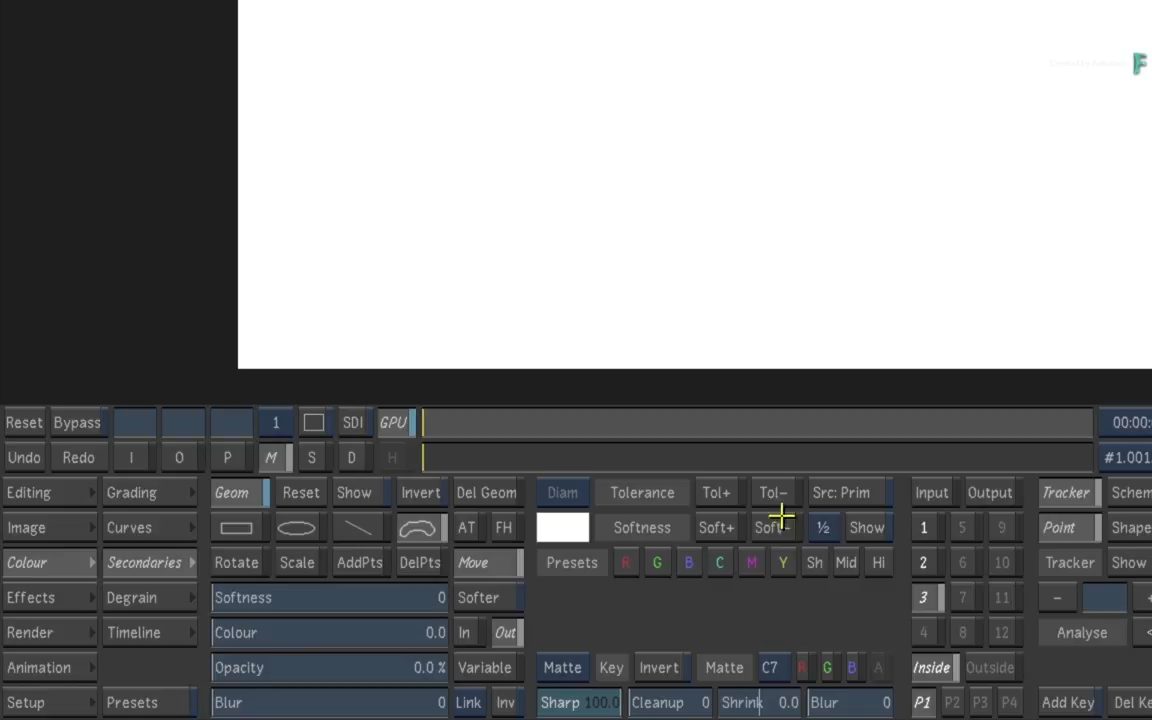 F
Reset Bypass 1 SDI GPU 00:00:
Undo Redo I O P M S D H #1.001
Editing Grading Geom Reset Show Invert Del Geom Diam Tolerance Tol+ Tol- Src: Prim Input Output Tracker Schem
Image Curves AT FH Softness Soft+ Soft- ½ Show 1 5 9 Point Shape
Colour Secondaries Rotate Scale AddPts DelPts Move Presets R G B C M Y Sh Mid Hi 2 6 10 Tracker Show
Effects Degrain Softness 0 Softer 3 7 11 - +
Render Timeline Colour 0.0 In Out 4 8 12 Analyse <
Animation Opacity 0.0 % Variable Matte Key Invert Matte C7 R G B A Inside Outside
Setup Presets Blur 0 Link Inv Sharp 100.0 Cleanup 0 Shrink 0.0 Blur 0 P1 P2 P3 P4 Add Key Del Ke